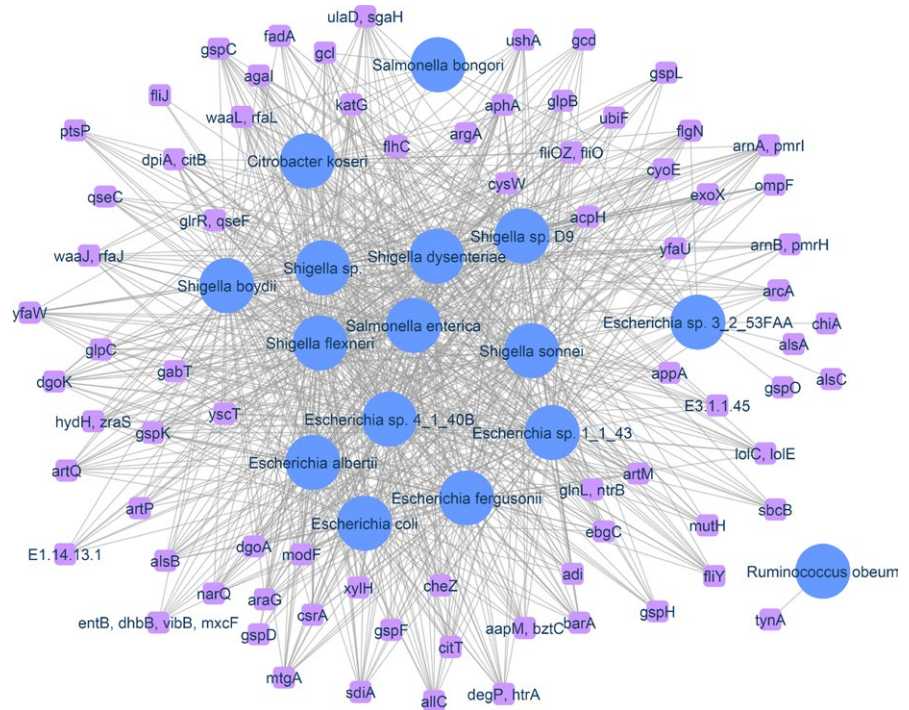 ulaD, sgaH
gspC
fadA
gcl
ushA
gcd
Salmonella bongori
agaI
gspL
fliJ
katG
aphA
glpB
waaL, rfaL
ubiF
ptsP
argA
flgN
dpiA, citB
flhC
fliOZ, fliO
arnA, pmrI
Citrobacter koseri
cyoE
cysW
exoX
ompF
qseC
glrR, qseF
acpH
Shigella sp. D9
yfaU
arnB, pmrH
waaJ, rfaJ
Shigella sp.
Shigella dysenteriae
Shigella boydii
arcA
yfaW
Salmonella enterica
Escherichia sp. 3_2_53FAA
chiA
glpC
Shigella flexneri
Shigella sonnei
alsA
gabT
appA
alsC
dgoK
gspO
E3.1.1.45
hydH, zraS
yscT
Escherichia sp. 4_1_40B
Escherichia sp. 1_1_43
gspK
lolC, lolE
artQ
Escherichia albertii
artM
glnL, ntrB
artP
Escherichia fergusonii
sbcB
Escherichia coli
ebgC
mutH
E1.14.13.1
alsB
dgoA
modF
Ruminococcus obeum
adi
fliY
narQ
xylH
cheZ
araG
gspH
tynA
entB, dhbB, vibB, mxcF
csrA
gspD
gspF
aapM, bztC
barA
citT
mtgA
sdiA
allC
degP, htrA